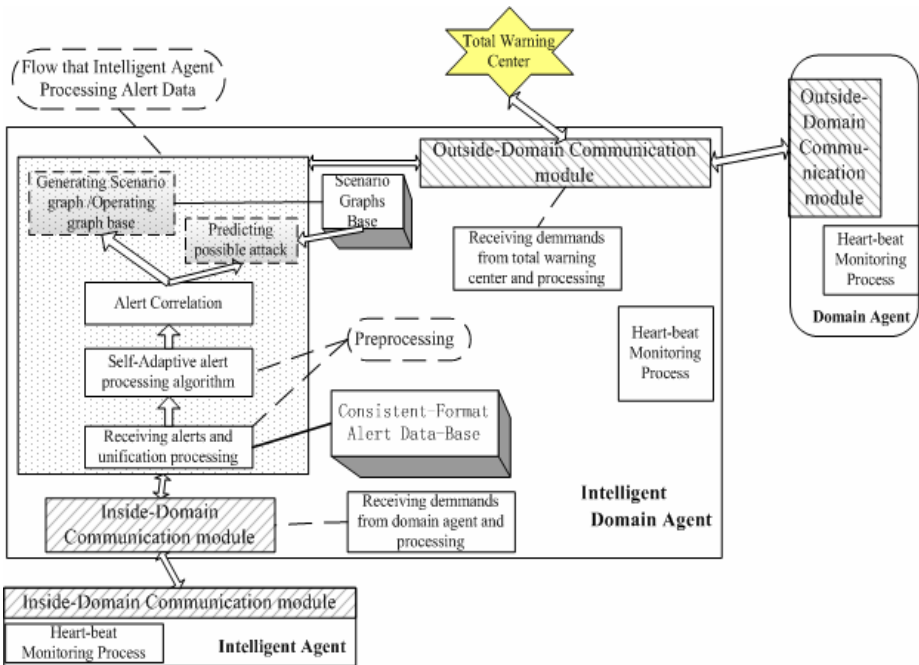 Total Warning
Center
Flow that Intelligent Agent
Processing Alert Data
Outside-
Domain
Commu-
nication
module
Outside-Domain Communication
module
Generating Scenario
graph /Operating
graph base
Scenario
Graphs
Base
Predicting
possible attack
Receiving demmands
from total warning
center and processing
Heart-beat
Monitoring
Process
Domain Agent
Alert Correlation
Heart-beat
Monitoring
Process
Preprocessing
Self-Adaptive alert
processing algorithm
Consistent-Format
Alert Data-Base
Receiving alerts and
unification processing
Intelligent
Domain Agent
Inside-Domain
Communication module
Receiving demmands
from domain agent and
processing
Inside-Domain Communication module
Heart-beat
Monitoring Process
Intelligent Agent